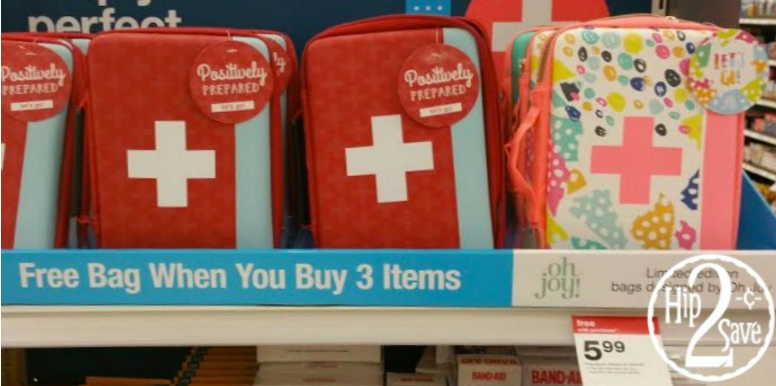 perfect
Positively
PREPARED
let's go!
Positively
PREPARED
let's go!
Positively
PREPARED
let's go!
LET'S
GO!
Free Bag When You Buy 3 Items
oh
joy!
Limited edition
bags designed by Oh Joy
Hip
2
-C-
Save
free
with purchase
5.99
BAND-AID
BAND-AID